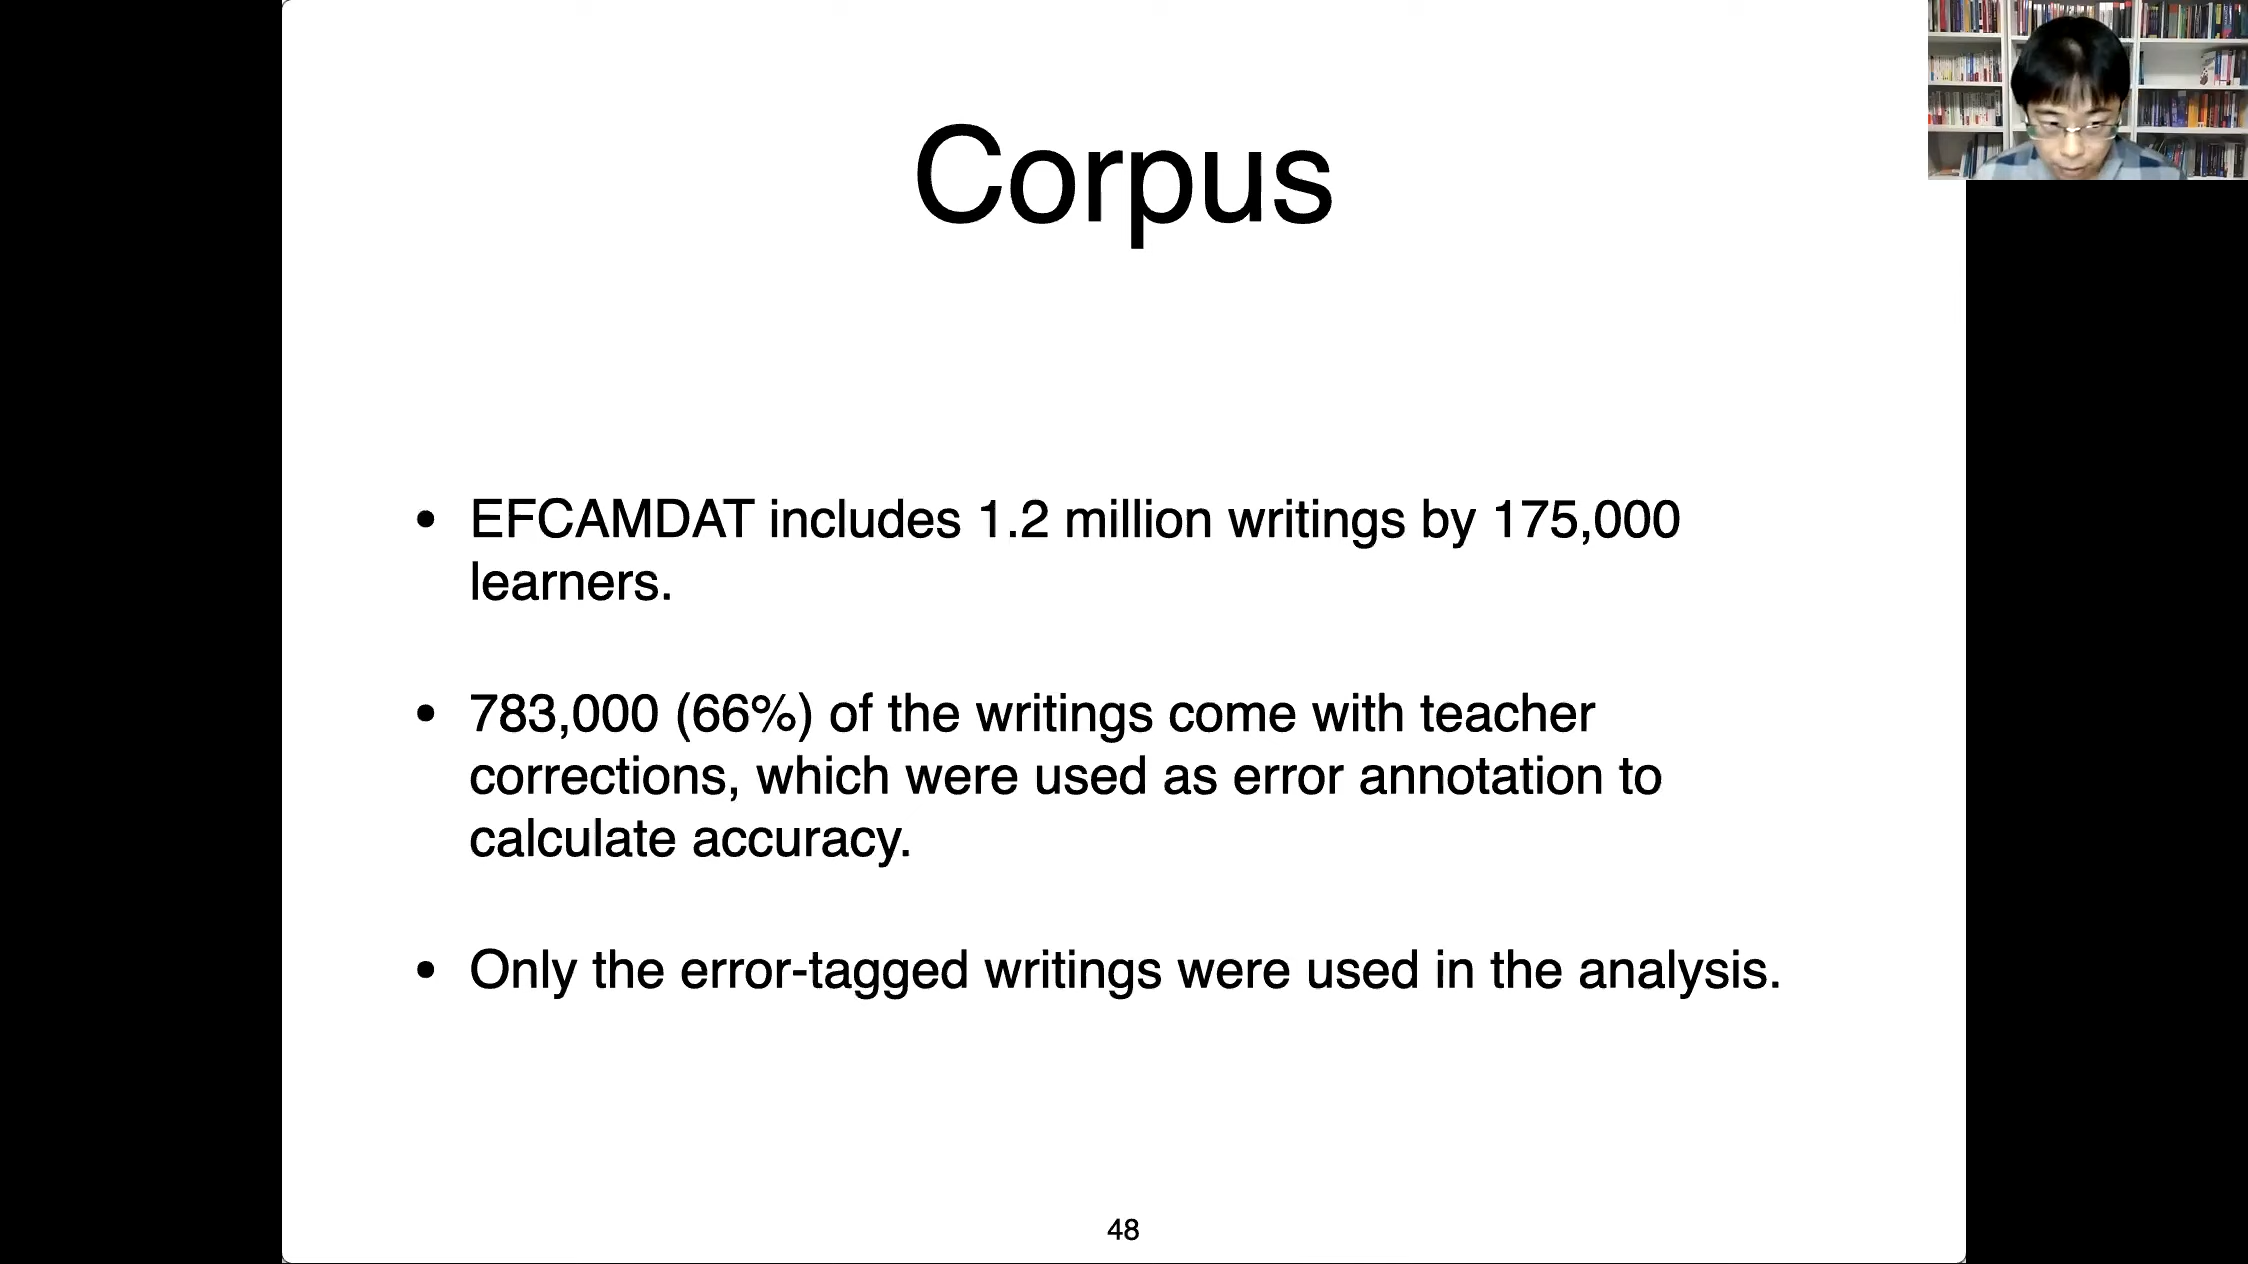 Corpus
• EFCAMDAT includes 1.2 million writings by 175,000
learners.
• 783,000 (66%) of the writings come with teacher
corrections, which were used as error annotation to
calculate accuracy.
• Only the error-tagged writings were used in the analysis.
48